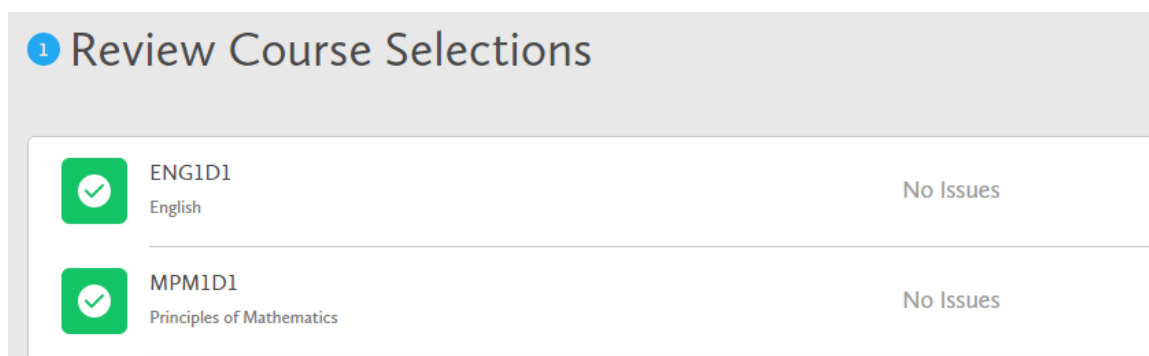 1 Review Course Selections
ENG1D1
English
No Issues
MPM1D1
Principles of Mathematics
No Issues